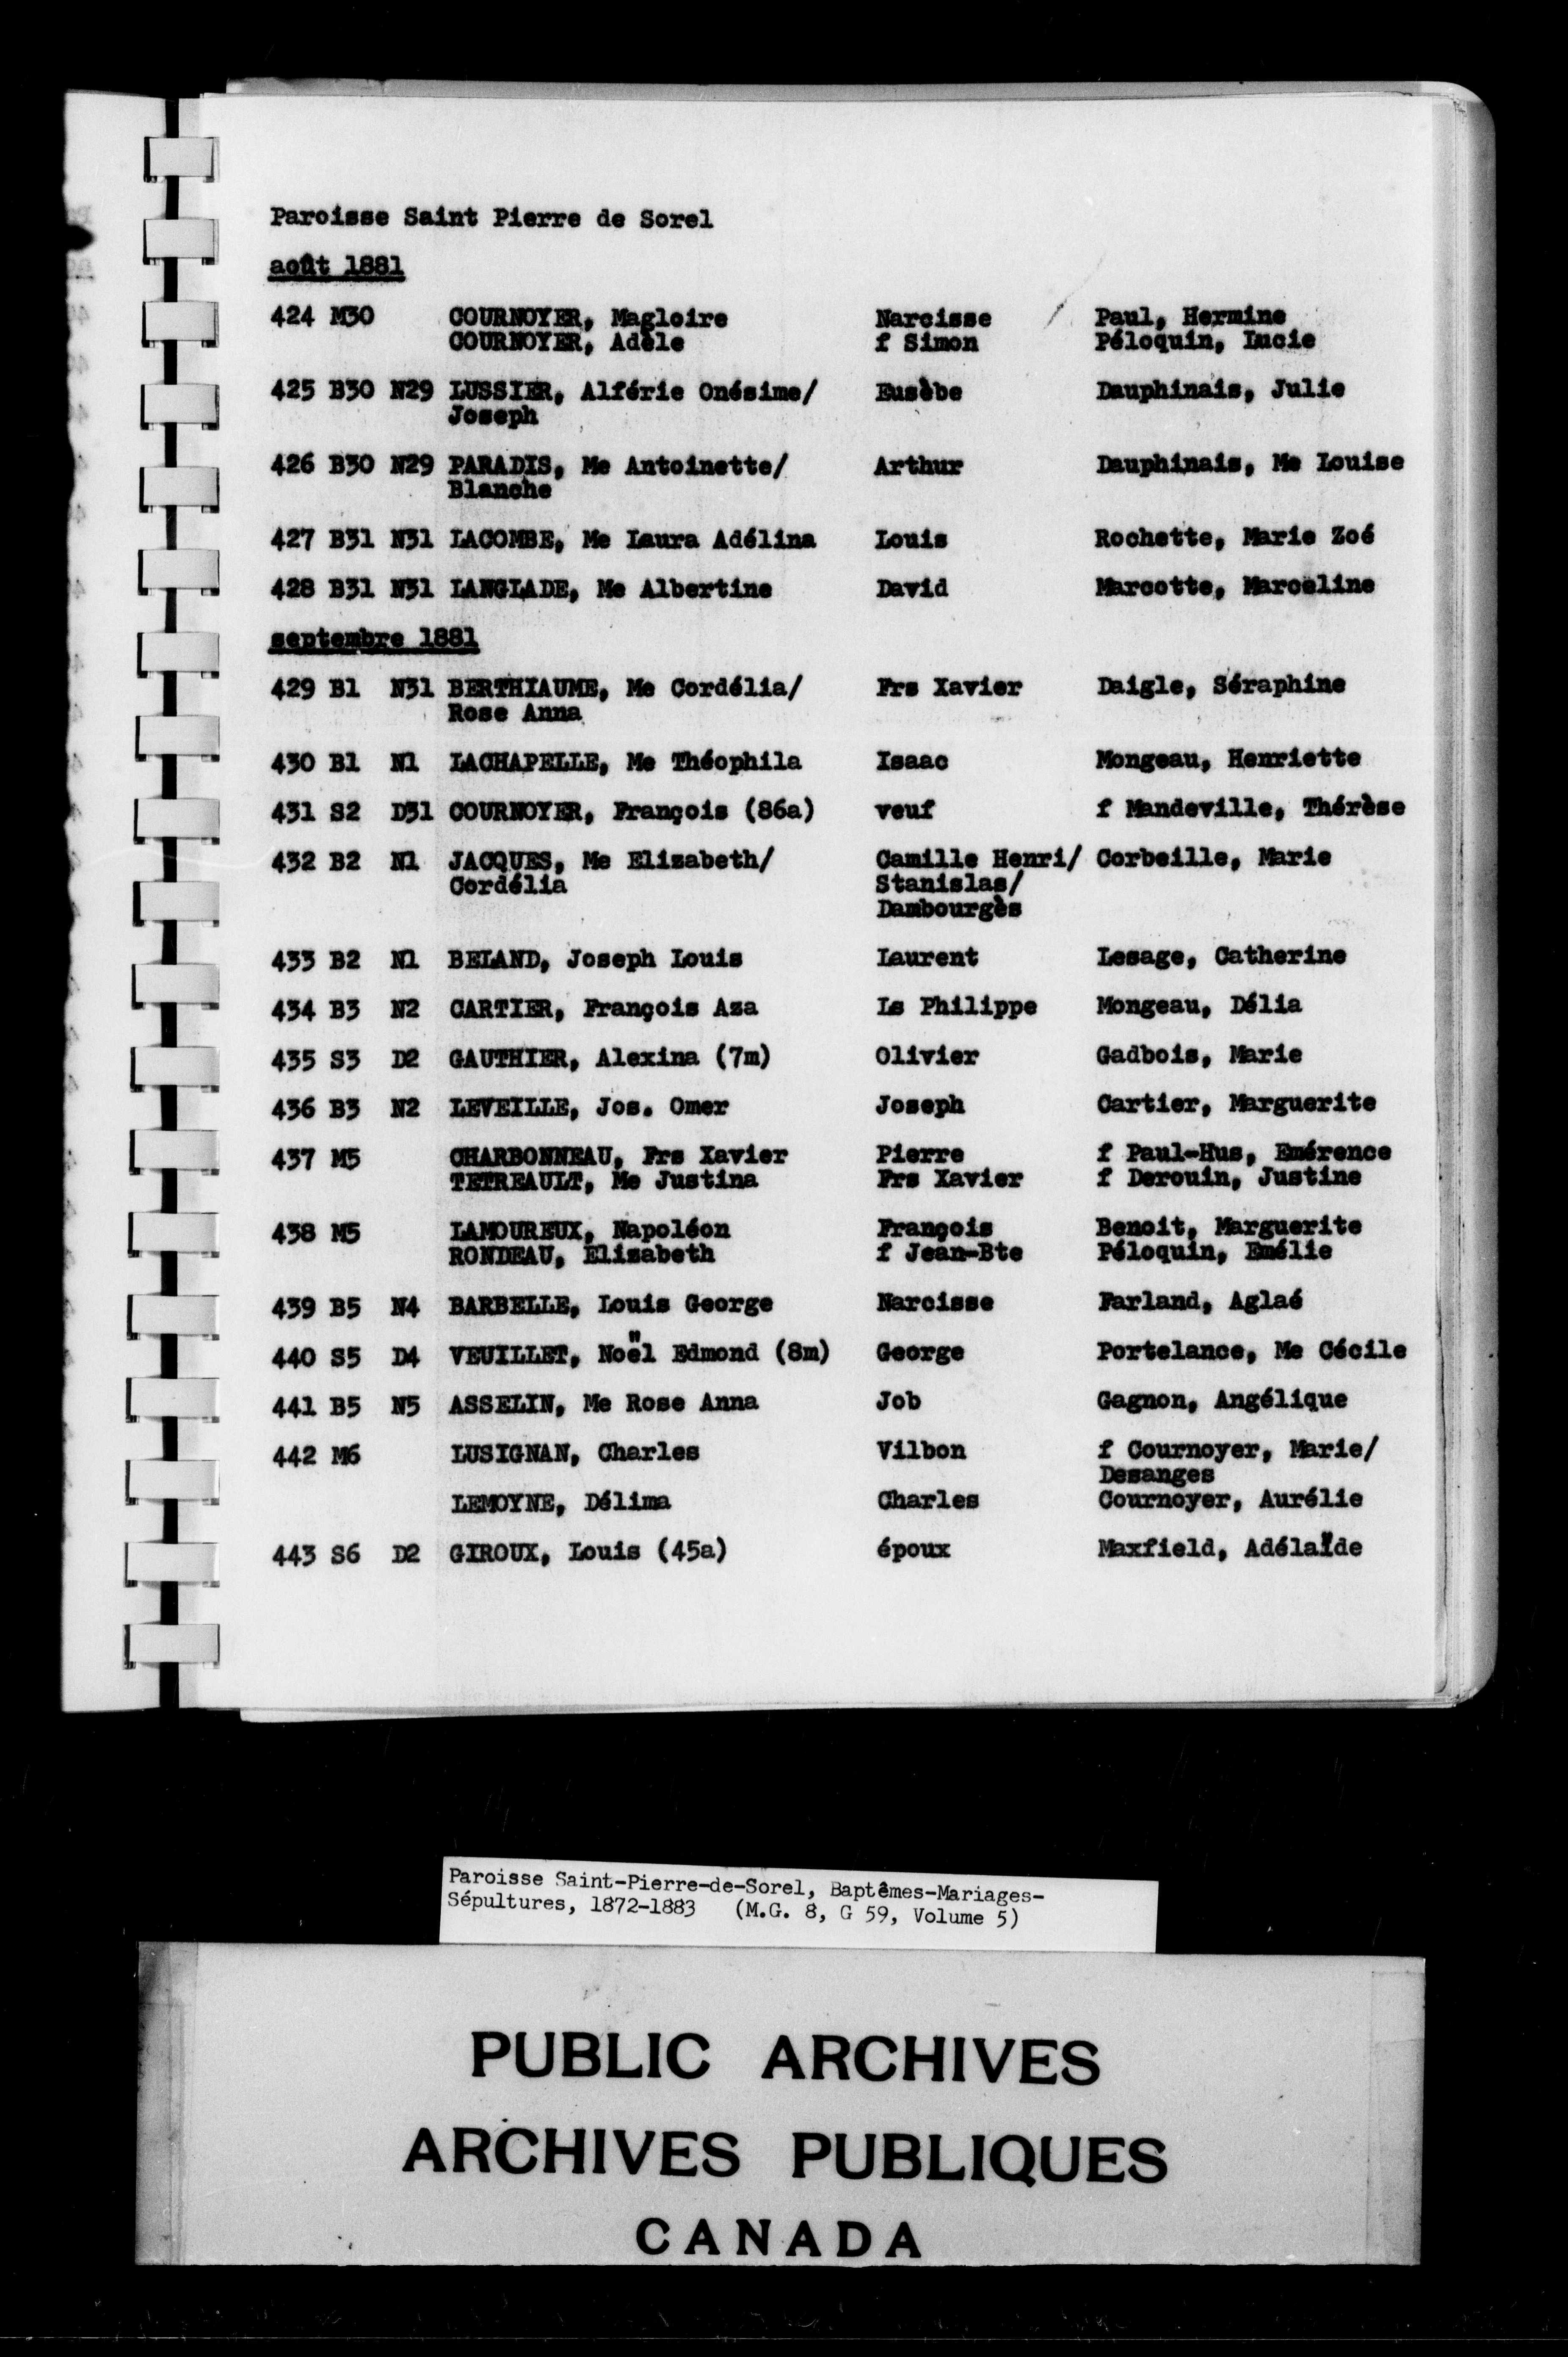 Paroisse Saint Pierre de Sorel
août 1881
424 M30 COURNOYER, Magloire Narcisse Paul, Hermine
COURNOYER, Adèle f Simon Péloquin, Lucie
425 B30 N29 LUSSIER, Alférie Onésime/ Eusèbe Dauphinais, Julie
Joseph
426 B30 N29 PARADIS, Me Antoinette/ Arthur Dauphinais, Me Louise
Blanche
427 B31 N31 LACOMBE, Me Laura Adélina Louis Rochette, Marie Zoé
428 B31 N31 LANGLADE, Me Albertine David Marcotte, Marceline
septembre 1881
429 B1 N31 BERTHIAUME, Me Cordélia/ Frs Xavier Daigle, Séraphine
Rose Anna
430 B1 N1 LACHAPELLE, Me Théophila Isaac Mongeau, Henriette
431 S2 D31 COURNOYER, François (86a) veuf f Mandeville, Thérèse
432 B2 N1 JACQUES, Me Elizabeth/ Camille Henri/ Corbeille, Marie
Cordélia Stanislas/
Dambourgès
433 B2 N1 BELAND, Joseph Louis Laurent Lesage, Catherine
434 B3 N2 CARTIER, François Aza Ls Philippe Mongeau, Délia
435 S3 D2 GAUTHIER, Alexina (7m) Olivier Gadbois, Marie
436 B3 N2 LEVEILLE, Jos. Omer Joseph Cartier, Marguerite
437 M5 CHARBONNEAU, Frs Xavier Pierre f Paul-Hus, Emérence
TETREAULT, Me Justina Frs Xavier f Derouin, Justine
438 M5 LAMOUREUX, Napoléon François Benoit, Marguerite
RONDEAU, Elizabeth f Jean-Bte Péloquin, Emélie
439 B5 N4 BARBELLE, Louis George Narcisse Farland, Aglaé
440 S5 D4 VEUILLET, Noël Edmond (8m) George Portelance, Me Cécile
441 B5 N5 ASSELIN, Me Rose Anna Job Gagnon, Angélique
442 M6 LUSIGNAN, Charles Vilbon f Cournoyer, Marie/
Desanges
LEMOYNE, Délima Charles Cournoyer, Aurélie
443 S6 D2 GIROUX, Louis (45a) époux Maxfield, Adélaïde
Paroisse Saint-Pierre-de-Sorel, Baptêmes-Mariages-
Sépultures, 1872-1883 (M.G. 8, G 59, Volume 5)
PUBLIC ARCHIVES
ARCHIVES PUBLIQUES
CANADA